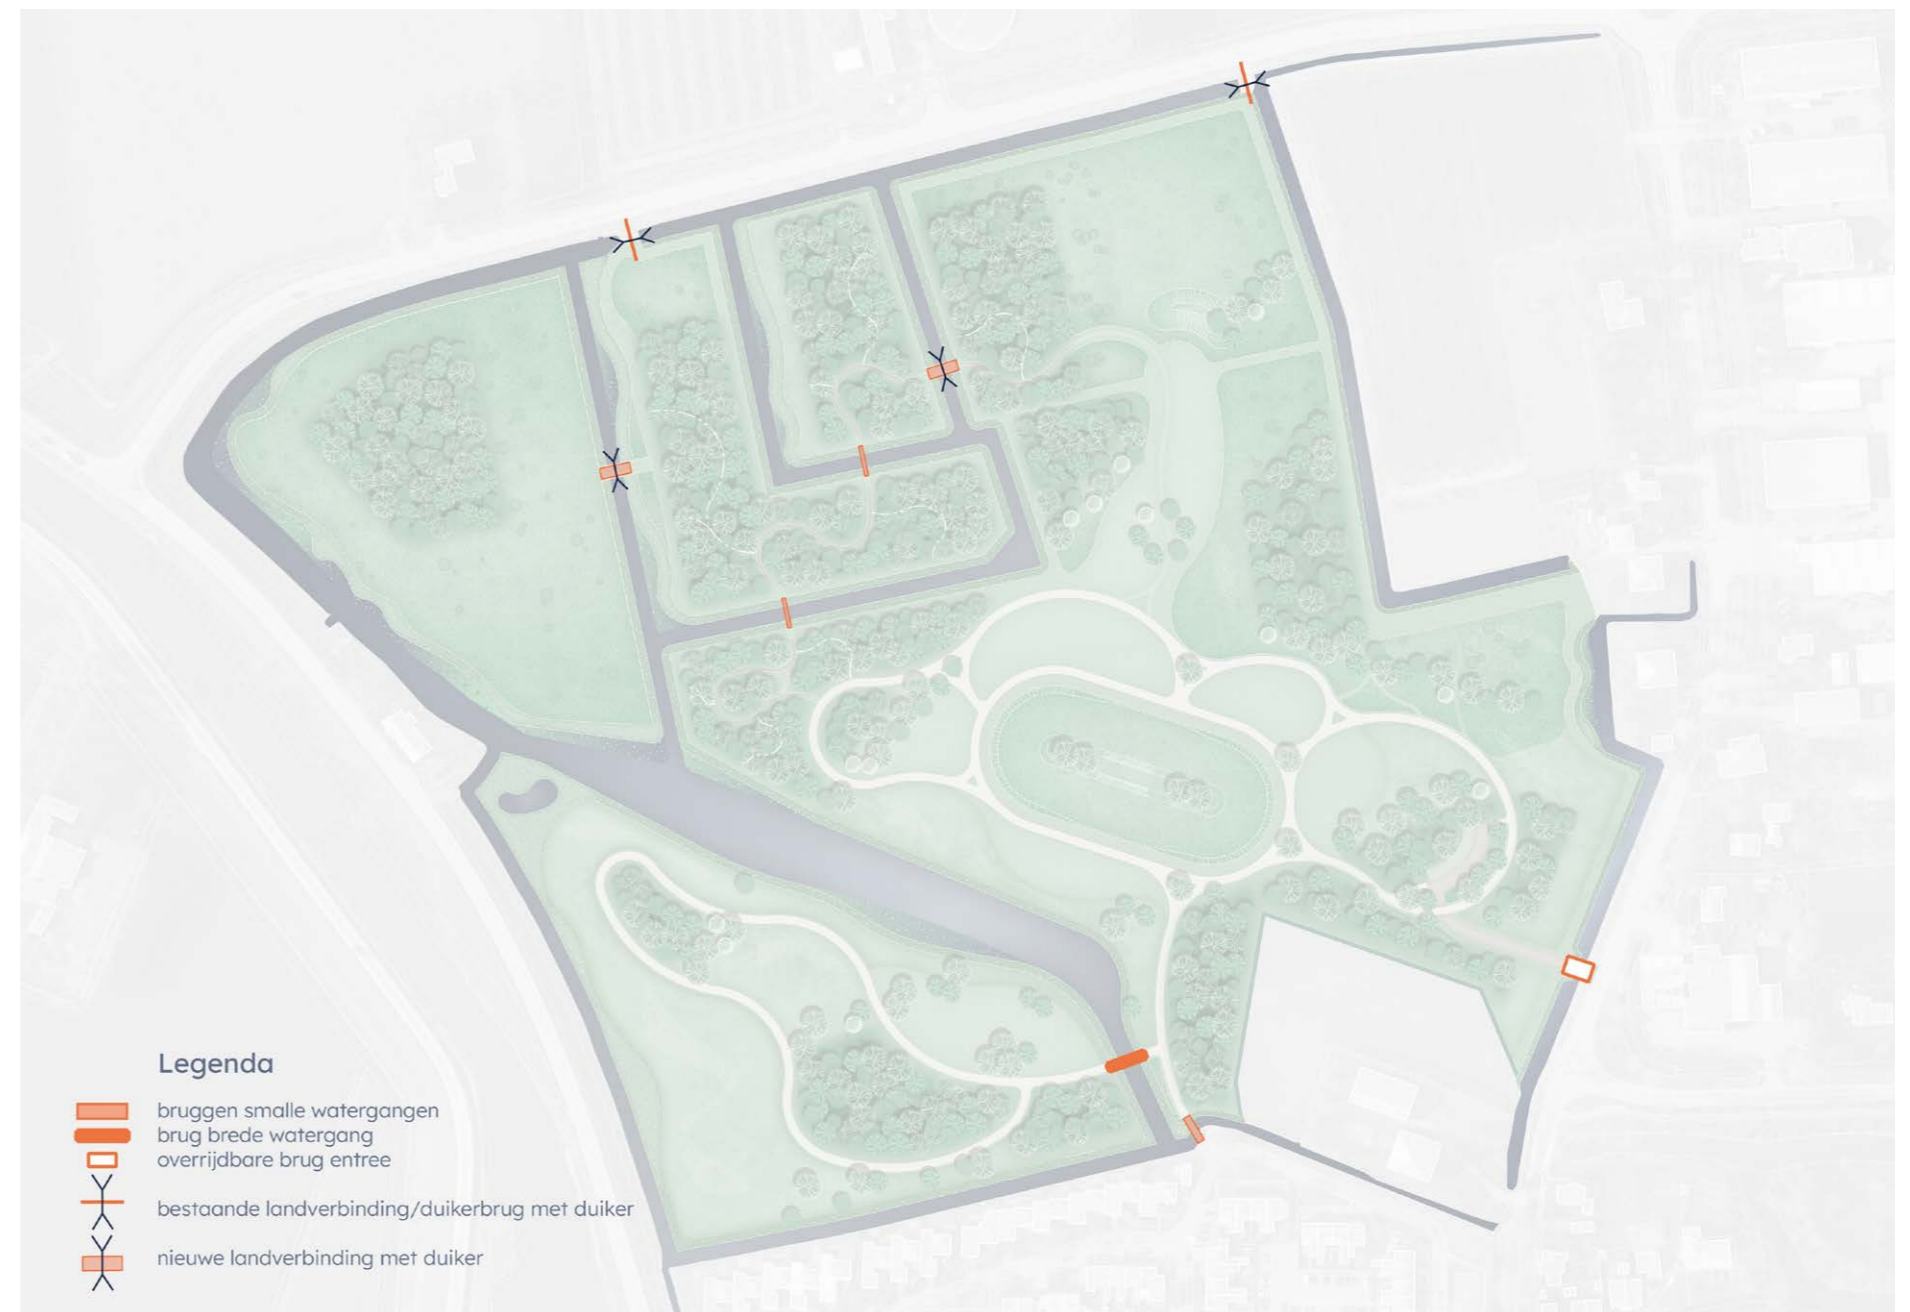 Legenda
bruggen smalle watergangen
brug brede watergang
overrijdbare brug entree
bestaande landverbinding/duikerbrug met duiker
nieuwe landverbinding met duiker